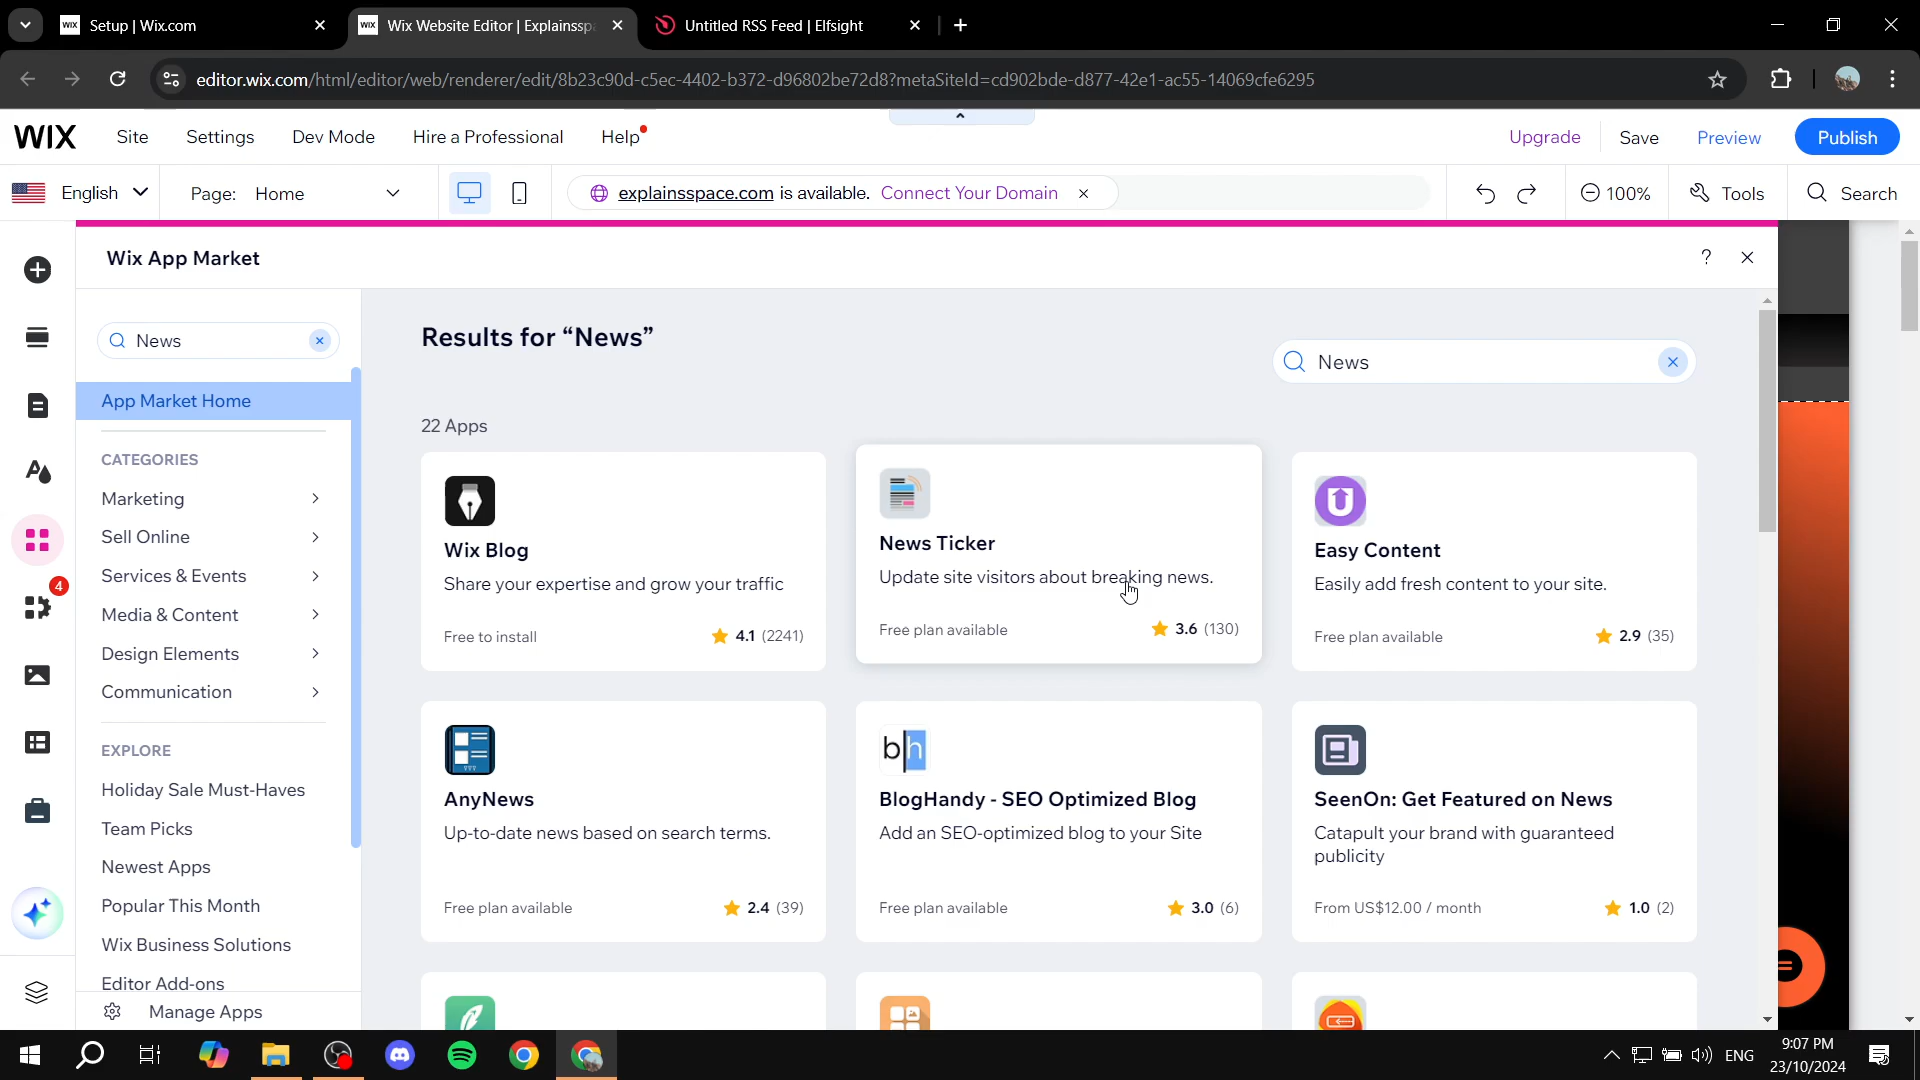 Setup | Wix.com
Wix Website Editor | Explainssp
Untitled RSS Feed | Elfsight
editor.wix.com/html/editor/web/renderer/edit/8b23c90d-c5ec-4402-b372-d96802be72d8?metaSiteId=cd902bde-d877-42e1-ac55-14069cfe6295
WIX Site Settings Dev Mode Hire a Professional Help Upgrade Save Preview Publish
English Page: Home explainsspace.com is available. Connect Your Domain 100% Tools Search
Wix App Market ?
News
App Market Home
CATEGORIES
Marketing
Sell Online
Services & Events
4
Media & Content
Design Elements
Communication
EXPLORE
Holiday Sale Must-Haves
Team Picks
Newest Apps
Popular This Month
Wix Business Solutions
Editor Add-ons
Manage Apps
Results for “News”
News
22 Apps
Wix Blog
Share your expertise and grow your traffic
Free to install 4.1 (2241)
News Ticker
Update site visitors about breaking news.
Free plan available 3.6 (130)
Easy Content
Easily add fresh content to your site.
Free plan available 2.9 (35)
AnyNews
Up-to-date news based on search terms.
Free plan available 2.4 (39)
bh
BlogHandy - SEO Optimized Blog
Add an SEO-optimized blog to your Site
Free plan available 3.0 (6)
SeenOn: Get Featured on News
Catapult your brand with guaranteed
publicity
From US$12.00 / month 1.0 (2)
ENG
9:07 PM
23/10/2024